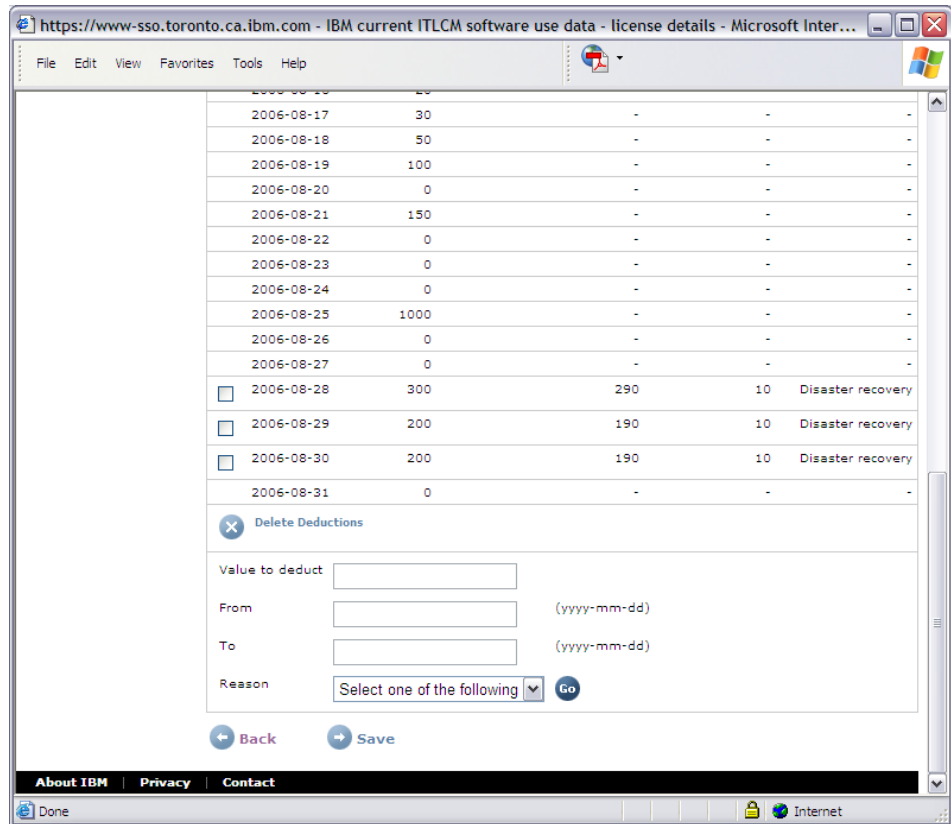 https://www-sso.toronto.ca.ibm.com - IBM current ITLCM software use data - license details - Microsoft Inter...
File Edit View Favorites Tools Help
2006-08-17 30 - - -
2006-08-18 50 - - -
2006-08-19 100 - - -
2006-08-20 0 - - -
2006-08-21 150 - - -
2006-08-22 0 - - -
2006-08-23 0 - - -
2006-08-24 0 - - -
2006-08-25 1000 - - -
2006-08-26 0 - - -
2006-08-27 0 - - -
2006-08-28 300 290 10 Disaster recovery
2006-08-29 200 190 10 Disaster recovery
2006-08-30 200 190 10 Disaster recovery
2006-08-31 0 - - -
Delete Deductions
Value to deduct
From (yyyy-mm-dd)
To (yyyy-mm-dd)
Reason Select one of the following Go
Back Save
About IBM | Privacy | Contact
Done Internet